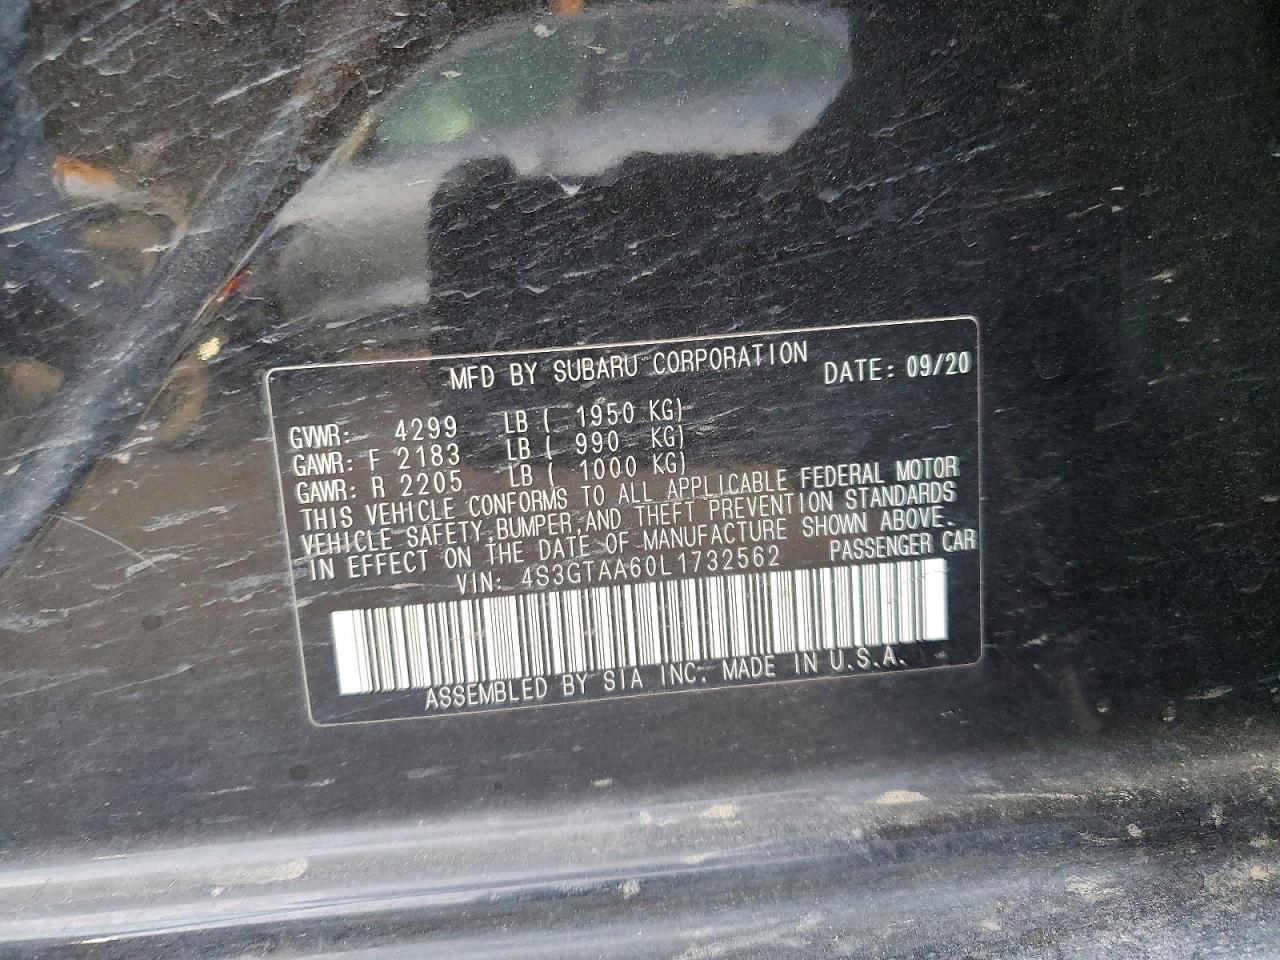 MFD BY SUBARU CORPORATION DATE: 09/20
GVWR: 4299 LB ( 1950 KG)
GAWR: F 2183 LB ( 990 KG)
GAWR: R 2205 LB ( 1000 KG)
THIS VEHICLE CONFORMS TO ALL APPLICABLE FEDERAL MOTOR
VEHICLE SAFETY, BUMPER, AND THEFT PREVENTION STANDARDS
IN EFFECT ON THE DATE OF MANUFACTURE SHOWN ABOVE.
VIN: 4S3GTAA60L1732562 PASSENGER CAR
ASSEMBLED BY SIA INC. MADE IN U.S.A.